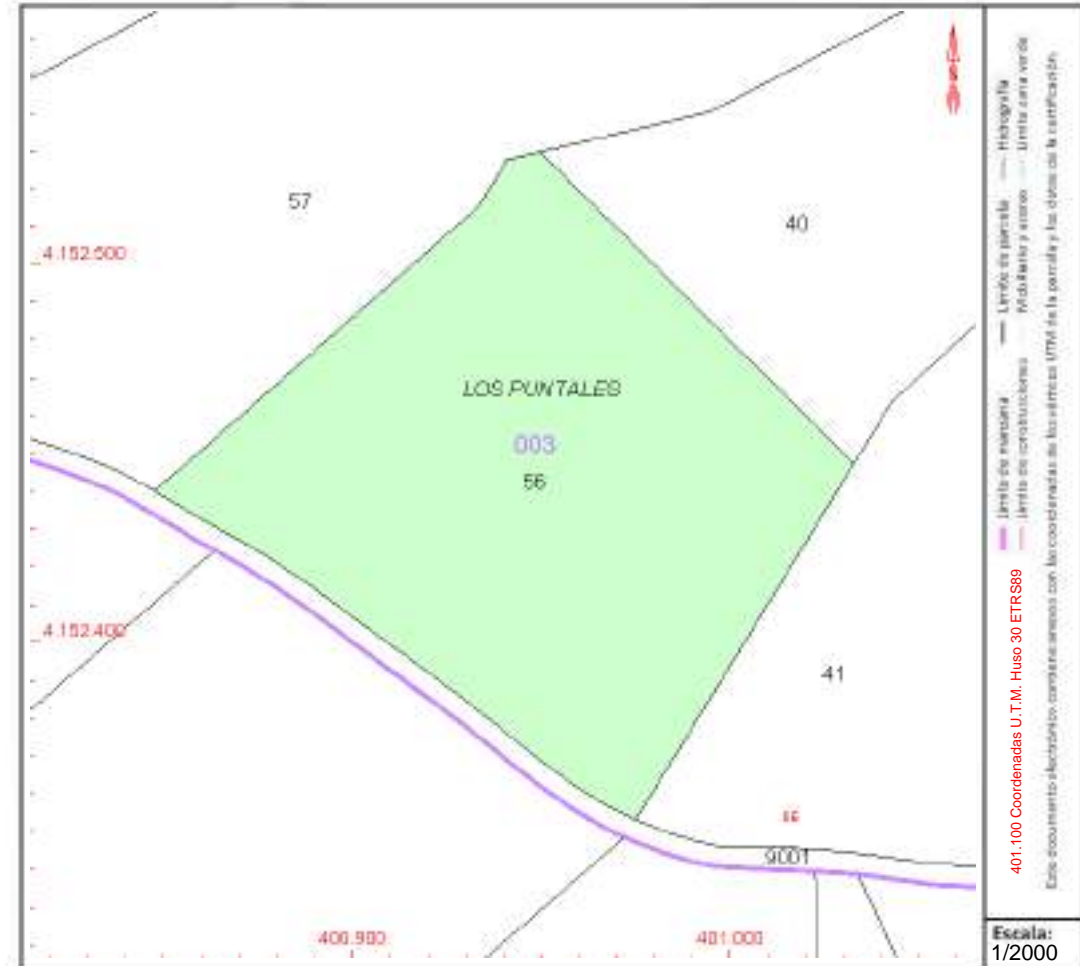 57
40
4.152.500
LOS PUNTALES
003
56
4.152.400
41
9001
400.900
401.000
Límite de manzana
Límite de parcela
Hidrografía
Límite de construcciones
Mobiliario y aceras
Límite zona verde
401.100 Coordenadas U.T.M. Huso 30 ETRS89
Este documento electrónico contiene anexos con las coordenadas de los vértices UTM de la parcela y los datos de la certificación.
Escala:
1/2000